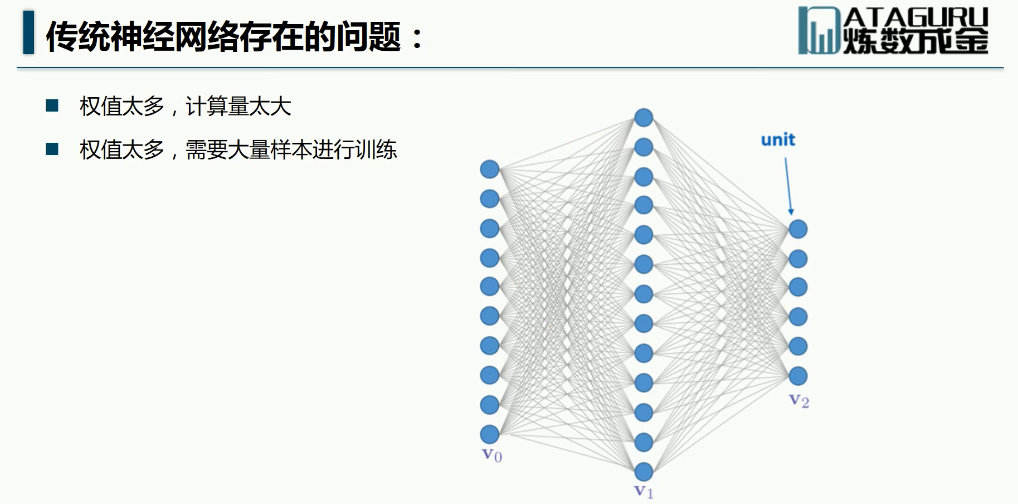 传统神经网络存在的问题：
ATAGURU
炼数成金
权值太多，计算量太大
权值太多，需要大量样本进行训练
unit
v₀
v₁
v₂